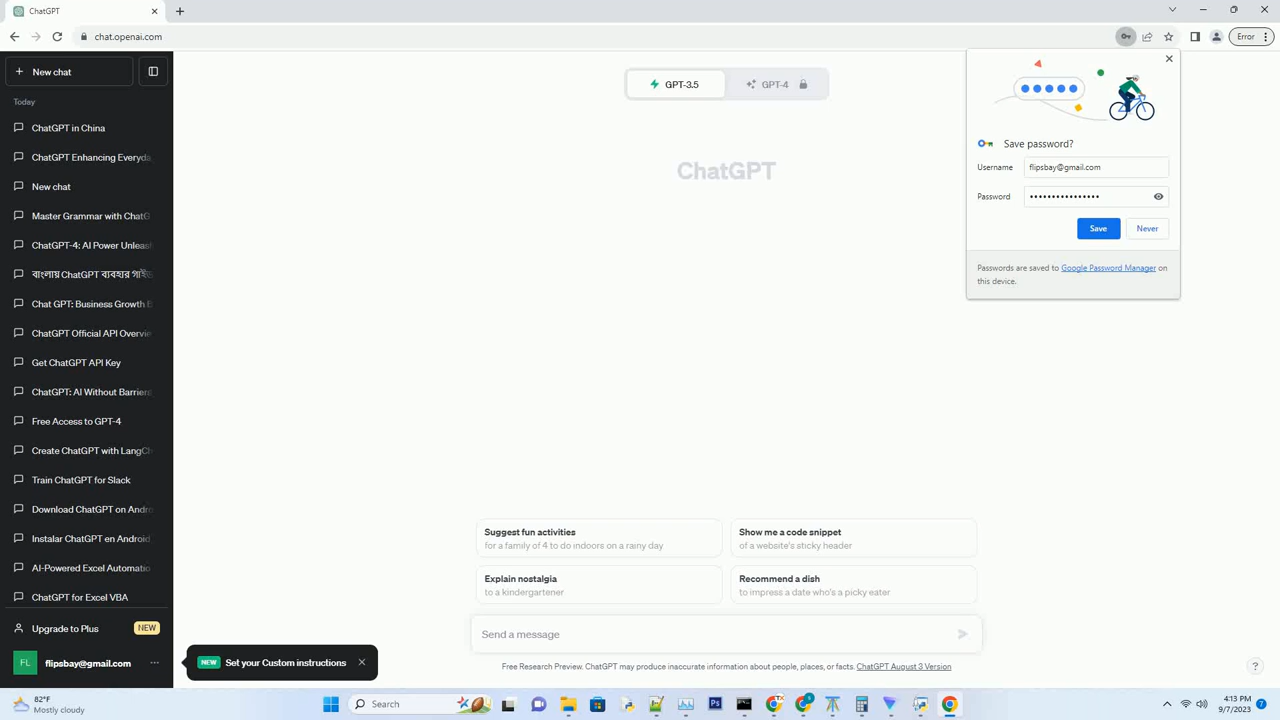 ChatGPT
chat.openai.com
Error
New chat
Today
ChatGPT in China
ChatGPT Enhancing Everyda
New chat
Master Grammar with ChatG
ChatGPT-4: AI Power Unleas
বাংলায় ChatGPT ব্যবহার গাইড
Chat GPT: Business Growth
ChatGPT Official API Overvie
Get ChatGPT API Key
ChatGPT: AI Without Barriers
Free Access to GPT-4
Create ChatGPT with LangCh
Train ChatGPT for Slack
Download ChatGPT on Andro
Instalar ChatGPT en Android
AI-Powered Excel Automatio
ChatGPT for Excel VBA
Upgrade to Plus NEW
FL flipsbay@gmail.com
NEW Set your Custom instructions
GPT-3.5 GPT-4
ChatGPT
Save password?
Username flipsbay@gmail.com
Password ••••••••••••••••
Save Never
Passwords are saved to Google Password Manager on
this device.
Suggest fun activities
for a family of 4 to do indoors on a rainy day
Show me a code snippet
of a website's sticky header
Explain nostalgia
to a kindergartener
Recommend a dish
to impress a date who's a picky eater
Send a message
Free Research Preview. ChatGPT may produce inaccurate information about people, places, or facts. ChatGPT August 3 Version
?
82°F
Mostly cloudy
Search
4:13 PM
9/7/2023